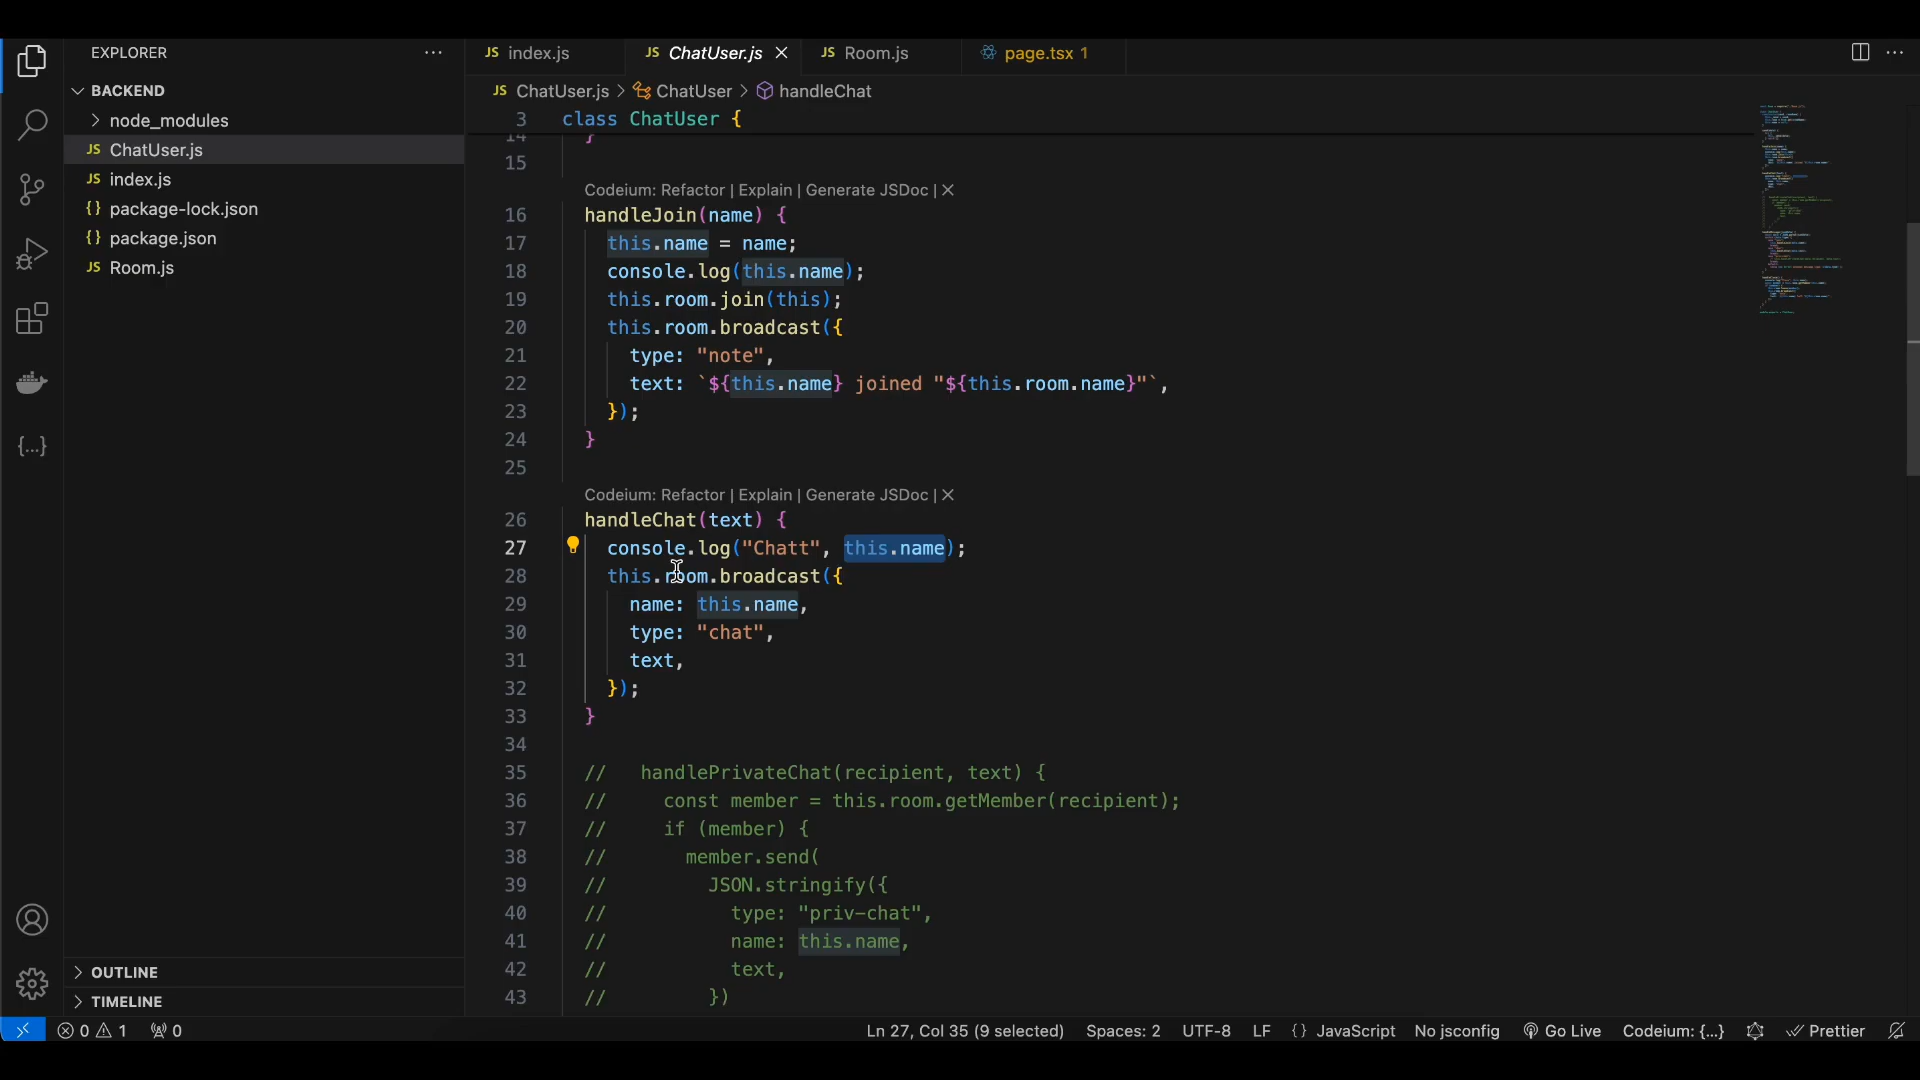 EXPLORER
BACKEND
node_modules
JS ChatUser.js
JS index.js
{} package-lock.json
{} package.json
JS Room.js
OUTLINE
TIMELINE
JS index.js
JS ChatUser.js
JS Room.js
page.tsx 1
JS ChatUser.js > ChatUser > handleChat
3 class ChatUser {
14 }
15
Codeium: Refactor | Explain | Generate JSDoc | ✕
16 handleJoin(name) {
17 this.name = name;
18 console.log(this.name);
19 this.room.join(this);
20 this.room.broadcast({
21 type: "note",
22 text: `${this.name} joined "${this.room.name}"`,
23 });
24 }
25
Codeium: Refactor | Explain | Generate JSDoc | ✕
26 handleChat(text) {
27 console.log("Chatt", this.name);
28 this.room.broadcast({
29 name: this.name,
30 type: "chat",
31 text,
32 });
33 }
34
35 // handlePrivateChat(recipient, text) {
36 // const member = this.room.getMember(recipient);
37 // if (member) {
38 // member.send(
39 // JSON.stringify({
40 // type: "priv-chat",
41 // name: this.name,
42 // text,
43 // })
0 1 0
Ln 27, Col 35 (9 selected) Spaces: 2 UTF-8 LF {} JavaScript No jsconfig Go Live Codeium: {...} Prettier